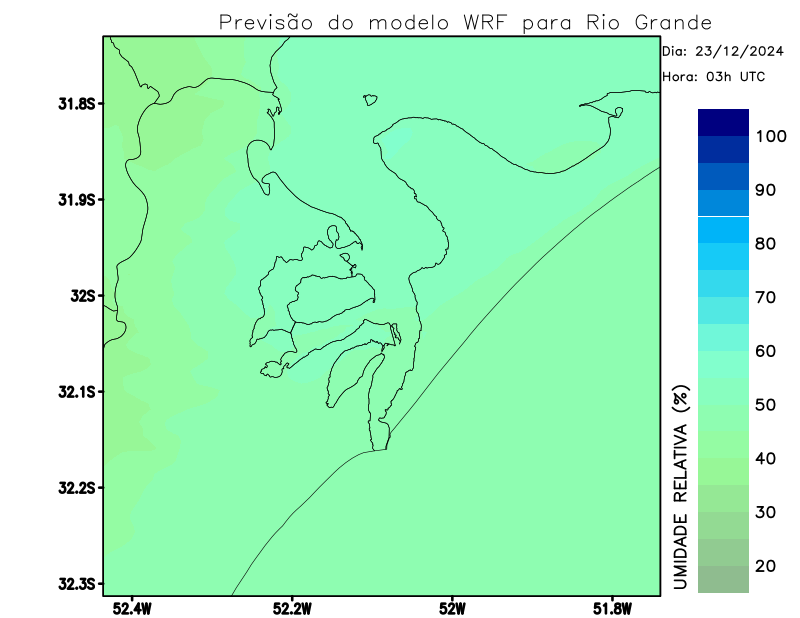 Previsão do modelo WRF para Rio Grande
Dia: 23/12/2024
Hora: 03h UTC
31.8S
31.9S
32S
32.1S
32.2S
32.3S
52.4W
52.2W
52W
51.8W
100
90
80
70
60
50
40
30
20
UMIDADE RELATIVA (%)